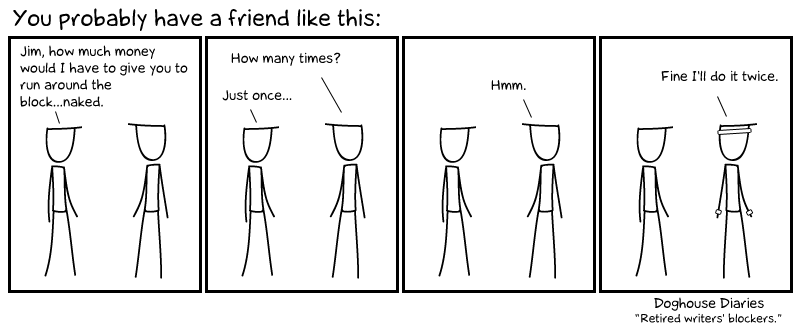 You probably have a friend like this:
Jim, how much money
would I have to give you to
run around the
block...naked.
How many times?
Just once...
Hmm.
Fine I'll do it twice.
Doghouse Diaries
"Retired writers' blockers."